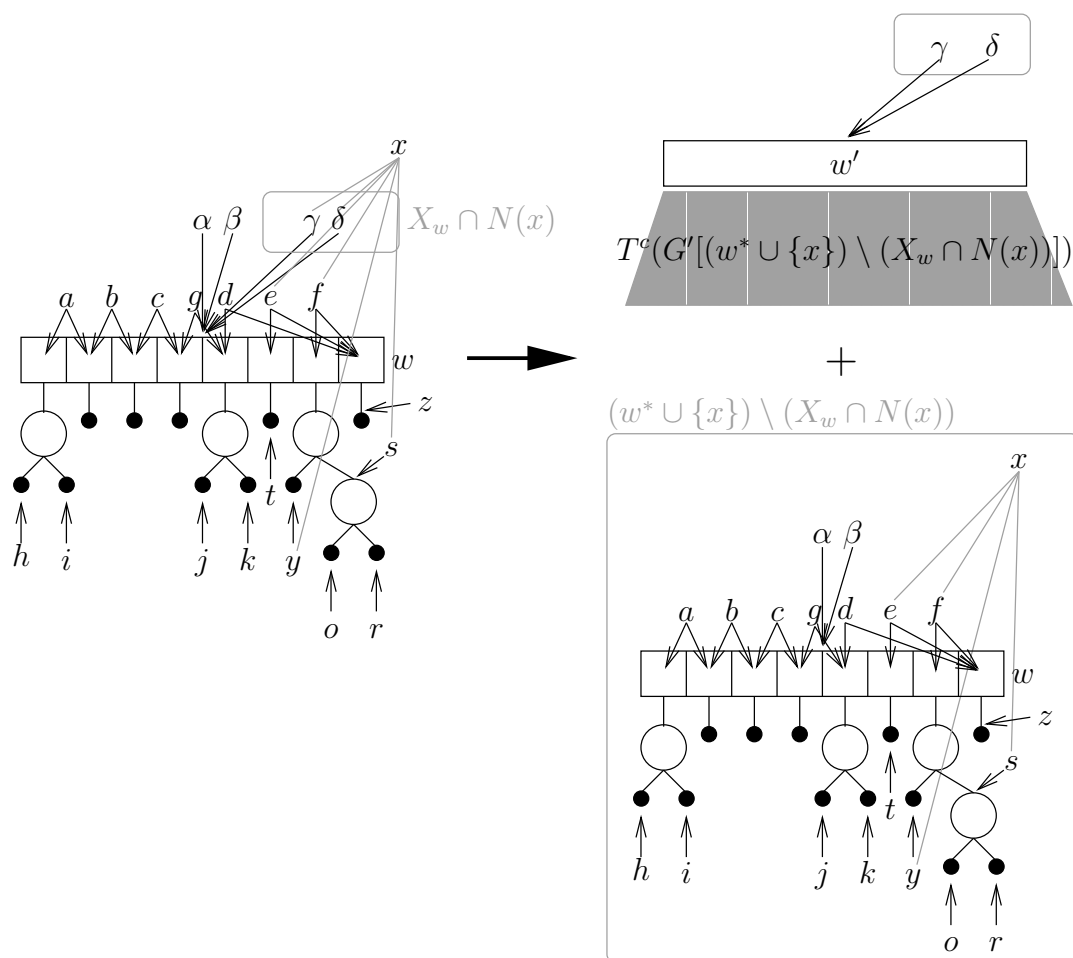 γ δ
w′
T^c(G′[(w* ∪ {x}) \ (X_w ∩ N(x))])
+
(w* ∪ {x}) \ (X_w ∩ N(x))
x
α β γ δ X_w ∩ N(x)
a b c g d e f
w
z
s
t
h i j k y
o r
x
α β
a b c g d e f
w
z
s
t
h i j k y
o r